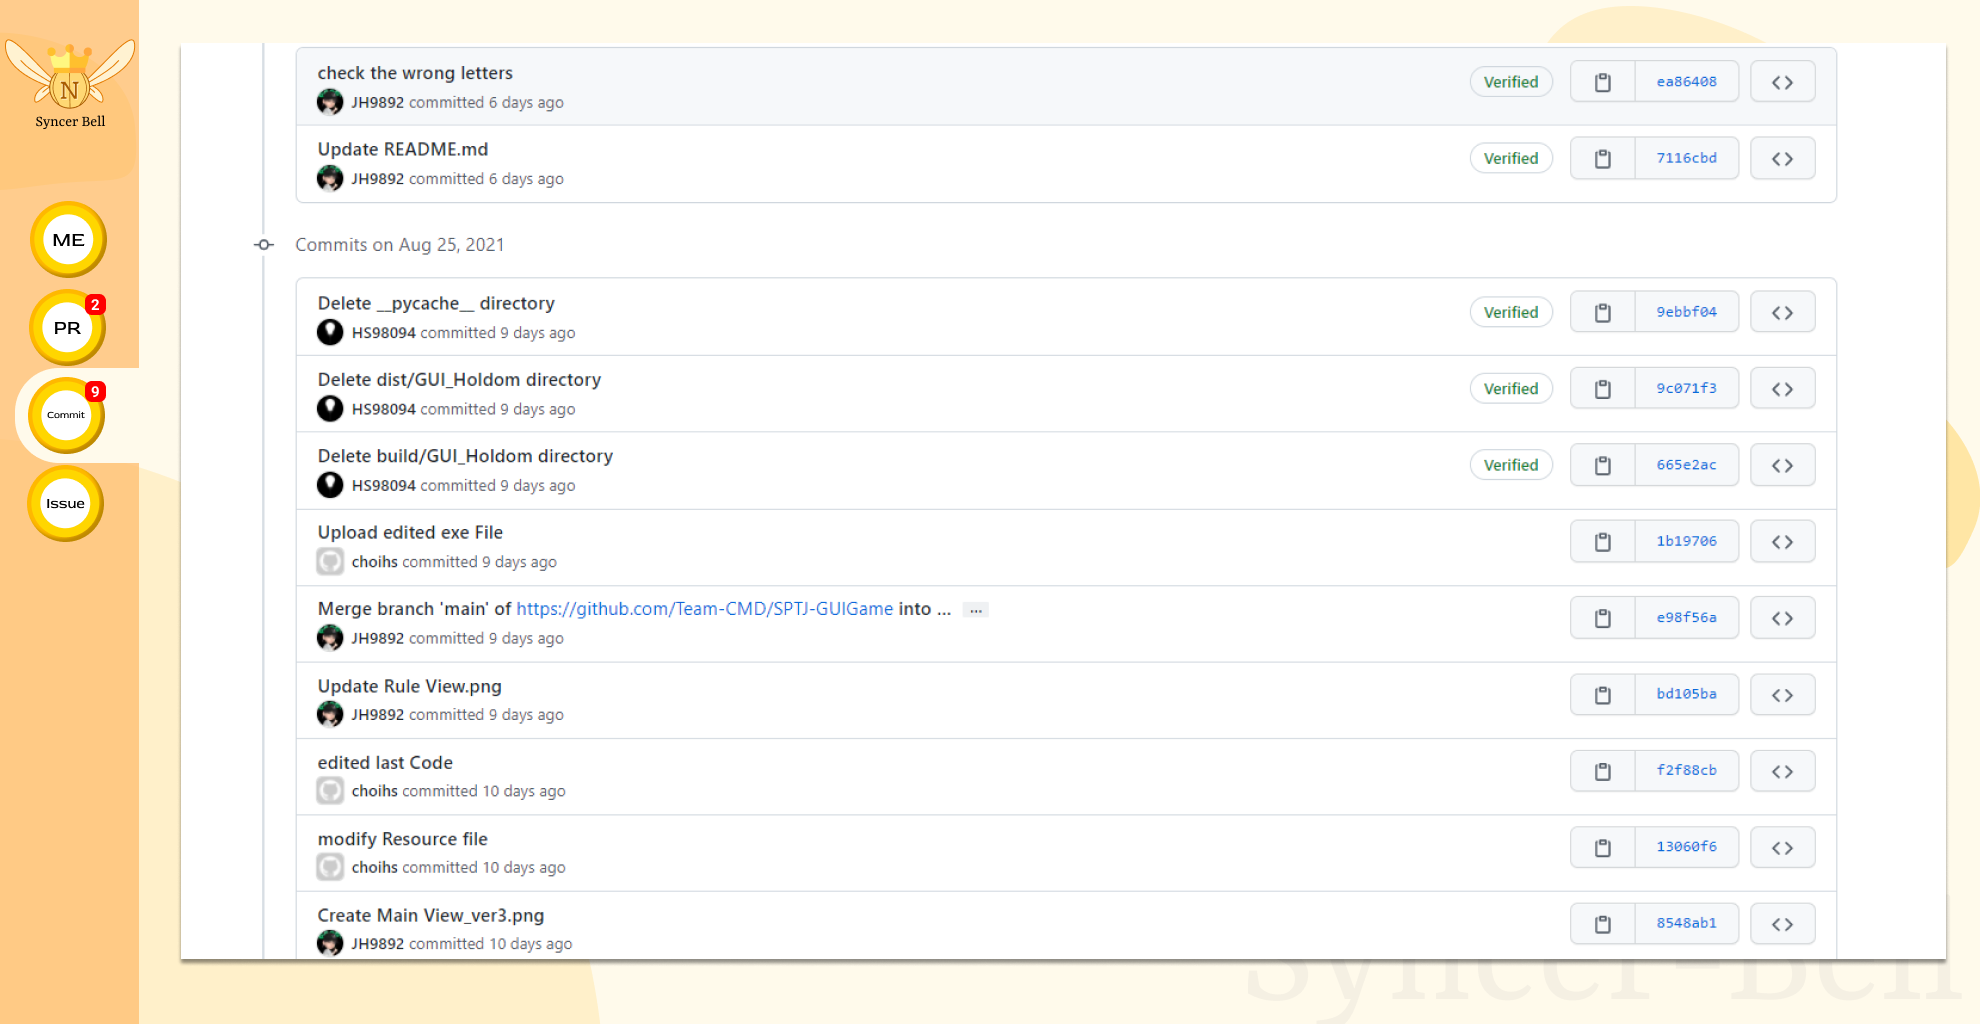 N
Syncer Bell
ME
PR
2
Commit
9
Issue
check the wrong letters
JH9892 committed 6 days ago
Verified
ea86408
Update README.md
JH9892 committed 6 days ago
Verified
7116cbd
Commits on Aug 25, 2021
Delete __pycache__ directory
HS98094 committed 9 days ago
Verified
9ebbf04
Delete dist/GUI_Holdom directory
HS98094 committed 9 days ago
Verified
9c071f3
Delete build/GUI_Holdom directory
HS98094 committed 9 days ago
Verified
665e2ac
Upload edited exe File
choihs committed 9 days ago
1b19706
Merge branch 'main' of https://github.com/Team-CMD/SPTJ-GUIGame into ... ...
JH9892 committed 9 days ago
e98f56a
Update Rule View.png
JH9892 committed 9 days ago
bd105ba
edited last Code
choihs committed 10 days ago
f2f88cb
modify Resource file
choihs committed 10 days ago
13060f6
Create Main View_ver3.png
JH9892 committed 10 days ago
8548ab1
Syncer-Bell